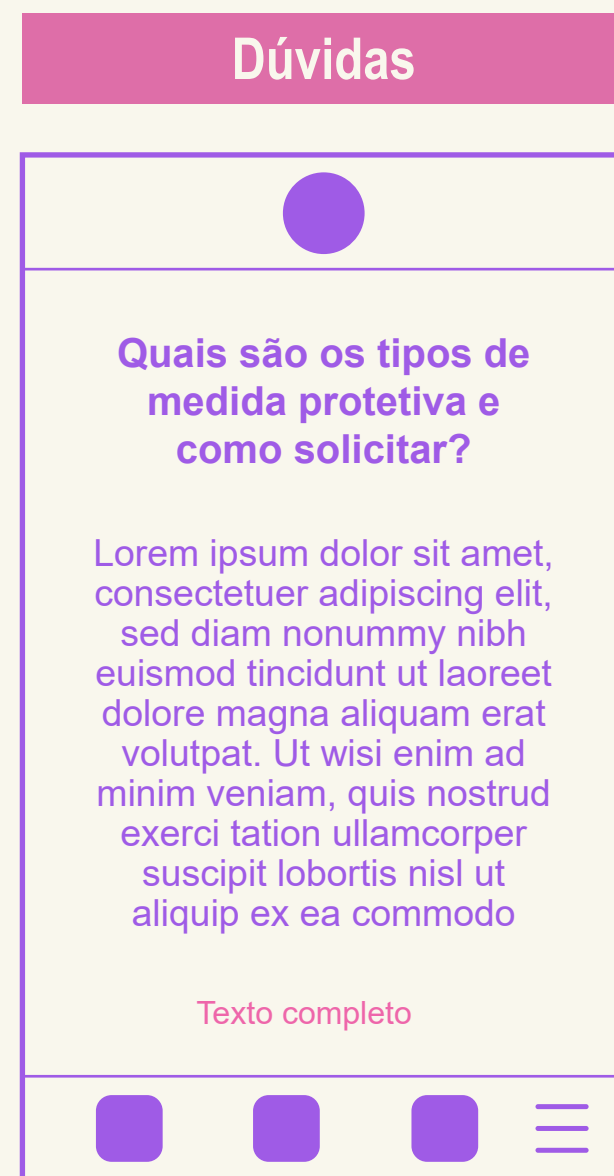 Dúvidas
Quais são os tipos de
medida protetiva e
como solicitar?
Lorem ipsum dolor sit amet,
consectetuer adipiscing elit,
sed diam nonummy nibh
euismod tincidunt ut laoreet
dolore magna aliquam erat
volutpat. Ut wisi enim ad
minim veniam, quis nostrud
exerci tation ullamcorper
suscipit lobortis nisl ut
aliquip ex ea commodo
Texto completo